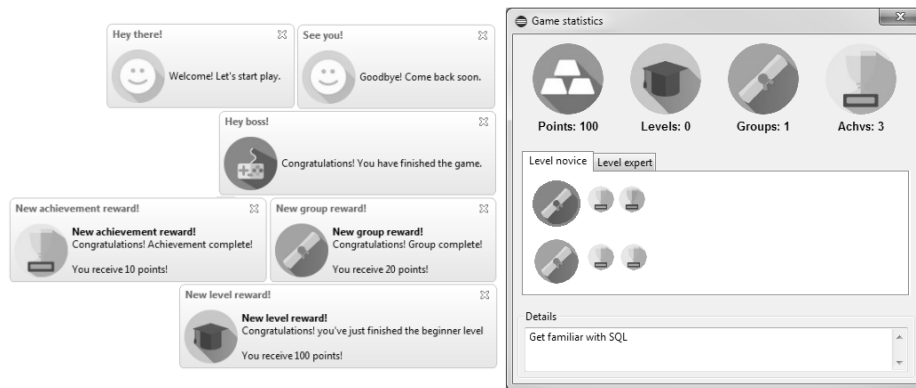 Hey there!
Welcome! Let's start play.
See you!
Goodbye! Come back soon.
Hey boss!
Congratulations! You have finished the game.
New achievement reward!
New achievement reward!
Congratulations! Achievement complete!
You receive 10 points!
New group reward!
New group reward!
Congratulations! Group complete!
You receive 20 points!
New level reward!
New level reward!
Congratulations! you've just finished the beginner level
You receive 100 points!
Game statistics
Points: 100
Levels: 0
Groups: 1
Achvs: 3
Level novice
Level expert
Details
Get familiar with SQL